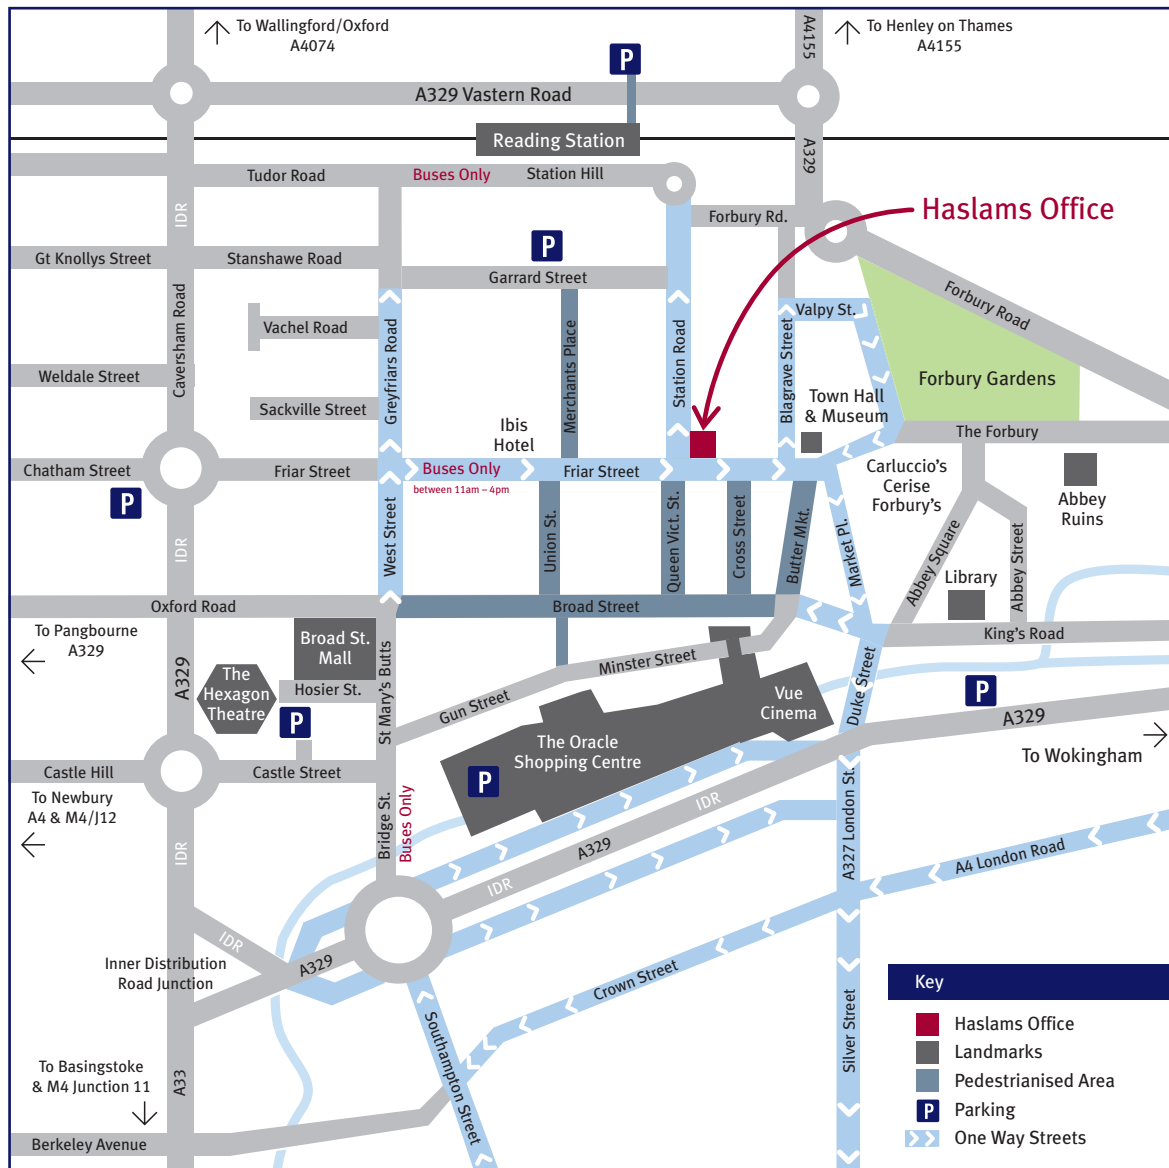 To Wallingford/Oxford
A4074
A4155
To Henley on Thames
A4155
P
A329 Vastern Road
Reading Station
A329
Tudor Road
Buses Only
Station Hill
IDR
Forbury Rd.
Haslams Office
Gt Knollys Street
Stanshawe Road
P
Garrard Street
Forbury Road
Caversham Road
Vachel Road
Greyfriars Road
Merchants Place
Station Road
Blagrave Street
Valpy St.
Weldale Street
Forbury Gardens
Sackville Street
Ibis
Hotel
Town Hall
& Museum
The Forbury
Chatham Street
Friar Street
Buses Only
between 11am – 4pm
Friar Street
Carluccio's
Cerise
Forbury's
Abbey
Ruins
P
IDR
West Street
Union St.
Queen Vict. St.
Cross Street
Butter Mkt.
Market Pl.
Abbey Square
Abbey Street
Library
Oxford Road
Broad Street
King's Road
To Pangbourne
A329
A329
Broad St.
Mall
The
Hexagon
Theatre
Hosier St.
St Mary's Butts
Gun Street
Minster Street
Duke Street
Vue
Cinema
P
P
A329
The Oracle
Shopping Centre
To Wokingham
Castle Hill
Castle Street
P
To Newbury
A4 & M4/J12
Bridge St.
Buses Only
IDR
A329
IDR
IDR
A327 London St.
A4 London Road
IDR
A329
Inner Distribution
Road Junction
Crown Street
Southampton Street
Silver Street
To Basingstoke
& M4 Junction 11
A33
Berkeley Avenue
Key
Haslams Office
Landmarks
Pedestrianised Area
P
Parking
One Way Streets